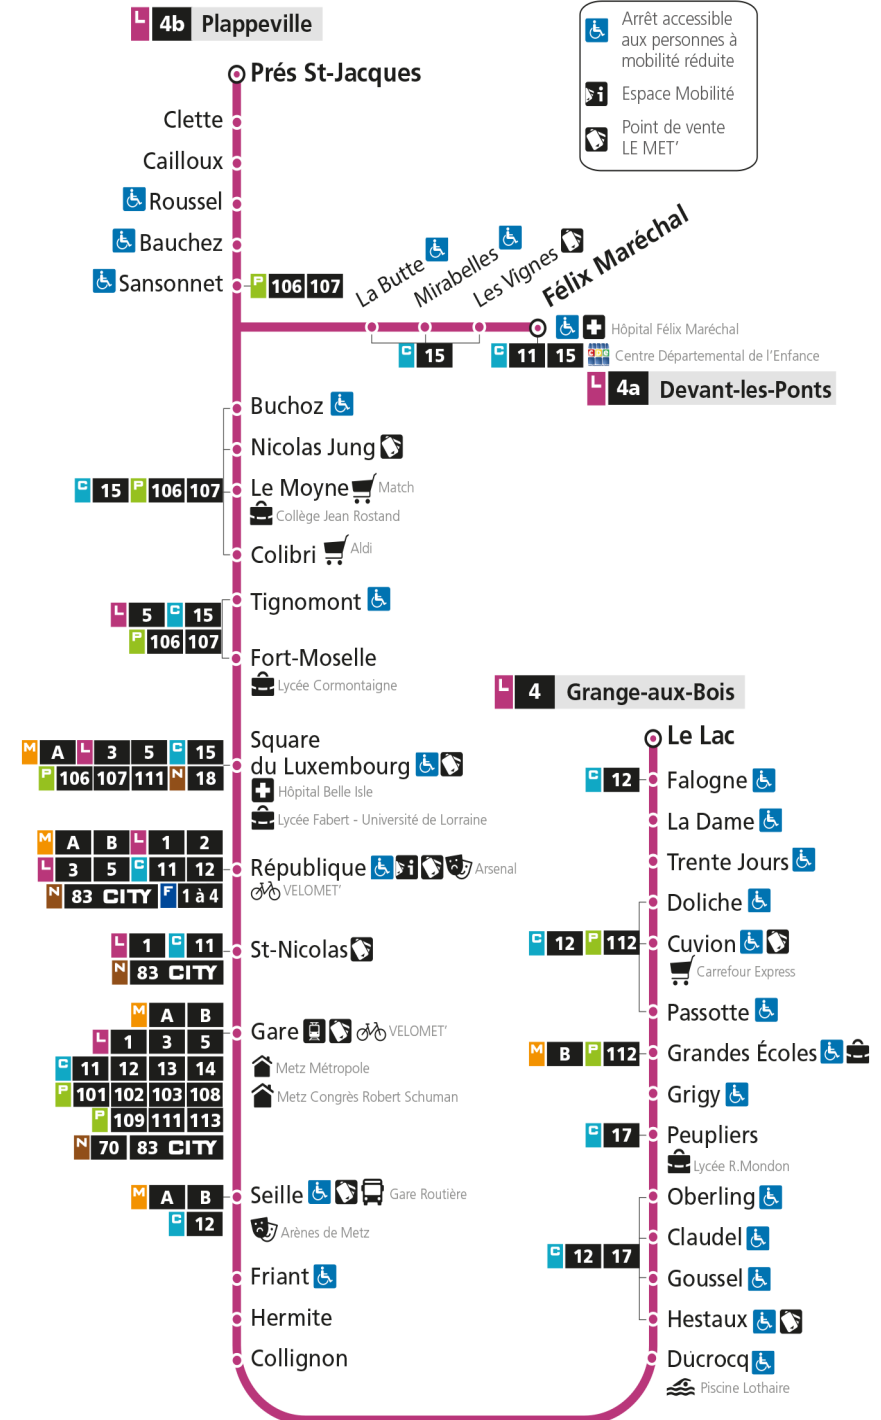 L 4b Plappeville
Prés St-Jacques
Clette
Cailloux
Roussel
Bauchez
Sansonnet
P 106 107
Arrêt accessible
aux personnes à
mobilité réduite
Espace Mobilité
Point de vente
LE MET'
La Butte
Mirabelles
Les Vignes
Félix Maréchal
Hôpital Félix Maréchal
C 15
C 11 15
Centre Départemental de l'Enfance
L 4a Devant-les-Ponts
Buchoz
Nicolas Jung
C 15 P 106 107
Le Moyne
Match
Collège Jean Rostand
Colibri
Aldi
Tignomont
L 5 C 15
P 106 107
Fort-Moselle
Lycée Cormontaigne
Square
du Luxembourg
M A L 3 5 C 15
P 106 107 111 N 18
Hôpital Belle Isle
Lycée Fabert - Université de Lorraine
M A B L 1 2
L 3 5 C 11 12
N 83 CITY F 1 à 4
République
Arsenal
VELOMET'
L 1 C 11
N 83 CITY
St-Nicolas
M A B
L 1 3 5
C 11 12 13 14
P 101 102 103 108
P 109 111 113
N 70 83 CITY
Gare
VELOMET'
Metz Métropole
Metz Congrès Robert Schuman
M A B
C 12
Seille
Gare Routière
Arènes de Metz
Friant
Hermite
Collignon
L 4 Grange-aux-Bois
Le Lac
C 12
Falogne
La Dame
Trente Jours
Doliche
C 12 P 112
Cuvion
Carrefour Express
Passotte
M B P 112
Grandes Écoles
Grigy
C 17
Peupliers
Lycée R.Mondon
Oberling
Claudel
C 12 17
Goussel
Hestaux
Ducrocq
Piscine Lothaire